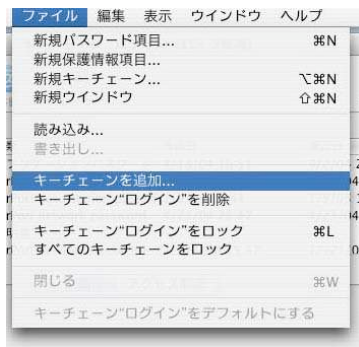 ファイル 編集 表示 ウインドウ ヘルプ
新規パスワード項目... ⌘N
新規保護情報項目...
新規キーチェーン... ⌥⌘N
新規ウインドウ ⇧⌘N
読み込み...
書き出し...
キーチェーンを追加...
キーチェーン“ログイン”を削除
キーチェーン“ログイン”をロック ⌘L
すべてのキーチェーンをロック
閉じる ⌘W
キーチェーン“ログイン”をデフォルトにする